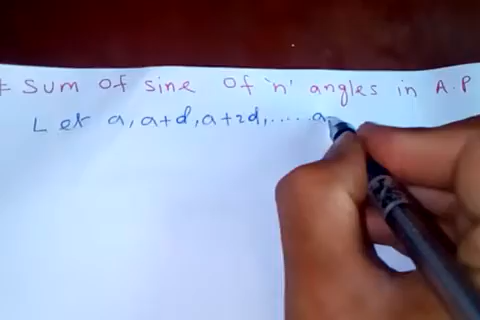 # Sum of sine of 'n' angles in A.P
Let a, a+d, a+2d, ..... a